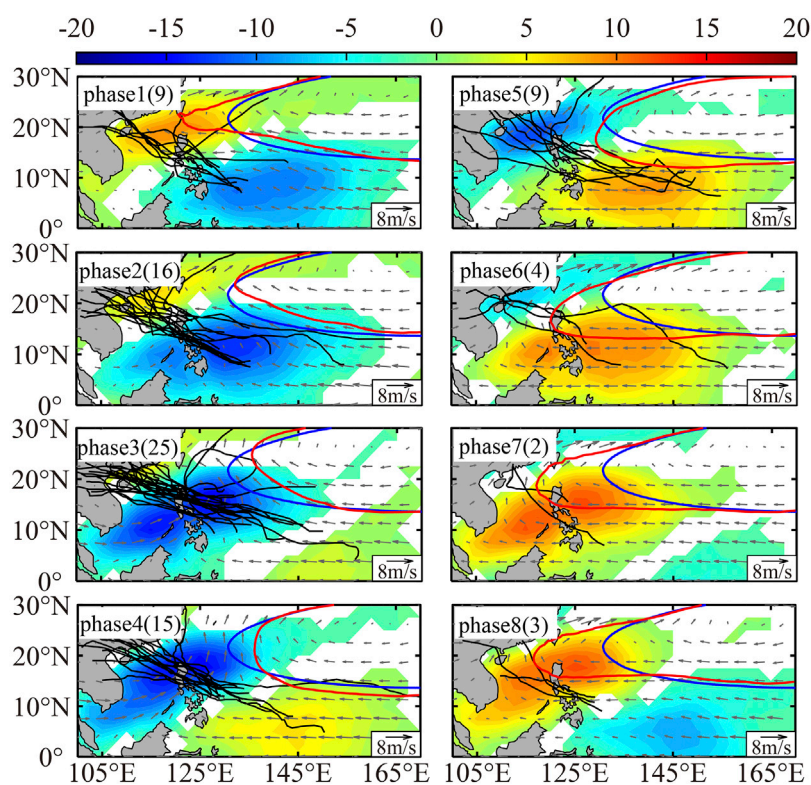 -20 -15 -10 -5 0 5 10 15 20
30°N phase1(9) phase5(9)
20°N
10°N
0° 8m/s 8m/s
30°N phase2(16) phase6(4)
20°N
10°N
0° 8m/s 8m/s
30°N phase3(25) phase7(2)
20°N
10°N
0° 8m/s 8m/s
30°N phase4(15) phase8(3)
20°N
10°N
0° 8m/s 8m/s
105°E 125°E 145°E 165°E 105°E 125°E 145°E 165°E